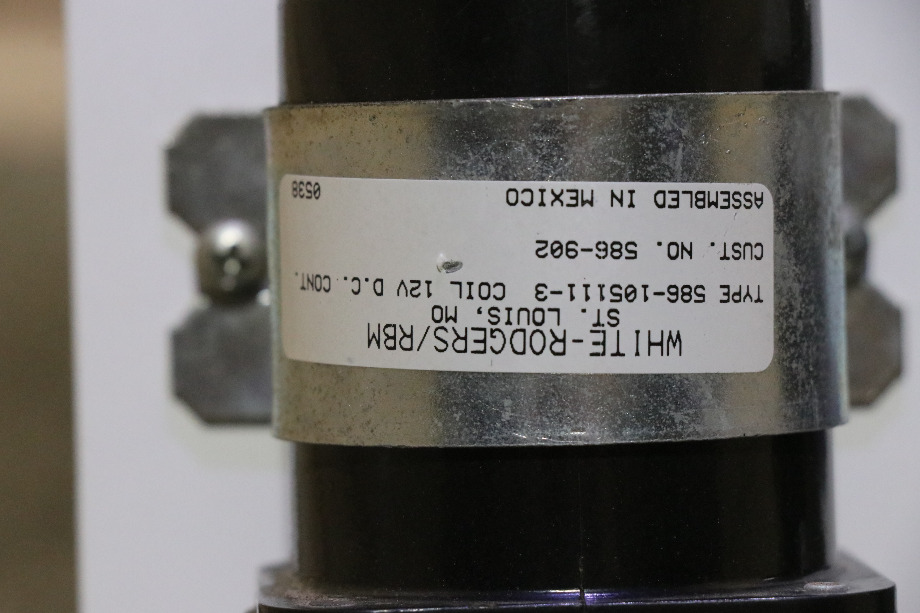 WHITE-RODGERS/RBM
ST. LOUIS, MO
TYPE 586-105111-3 COIL 12V D.C. CONT.
CUST. NO. 586-902
ASSEMBLED IN MEXICO 0538